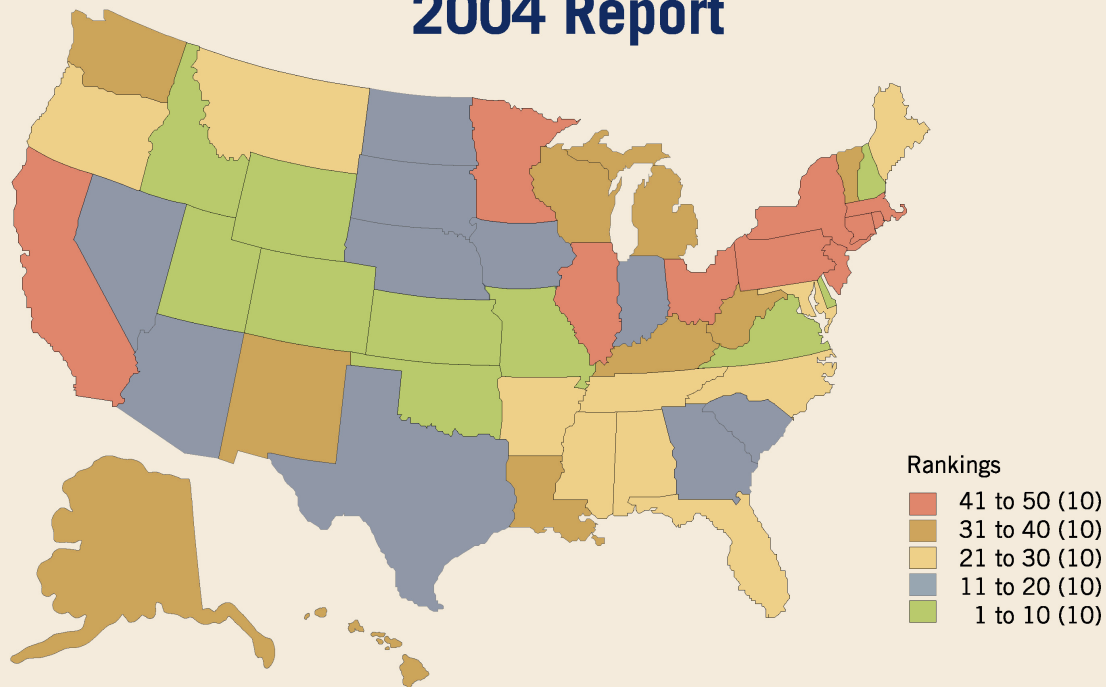 2004 Report
Rankings
41 to 50 (10)
31 to 40 (10)
21 to 30 (10)
11 to 20 (10)
1 to 10 (10)